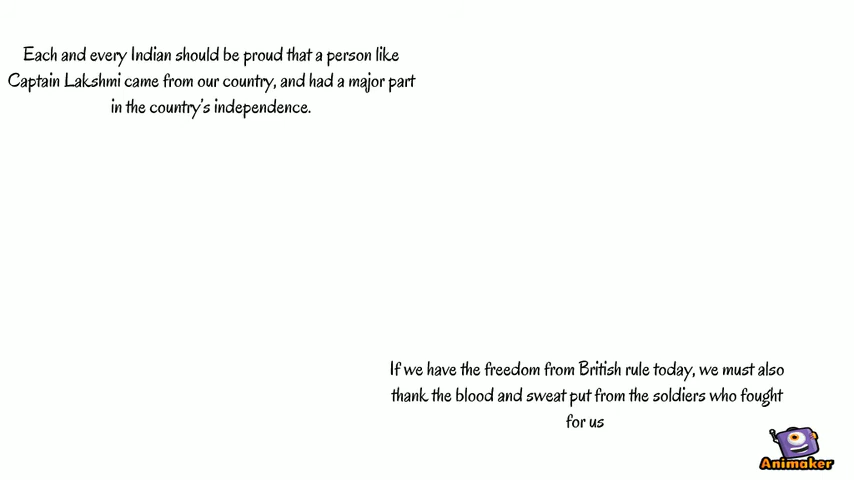 Each and every Indian should be proud that a person like
Captain Lakshmi came from our country, and had a major part
in the country's independence.
If we have the freedom from British rule today, we must also
thank the blood and sweat put from the soldiers who fought
for us
Animaker